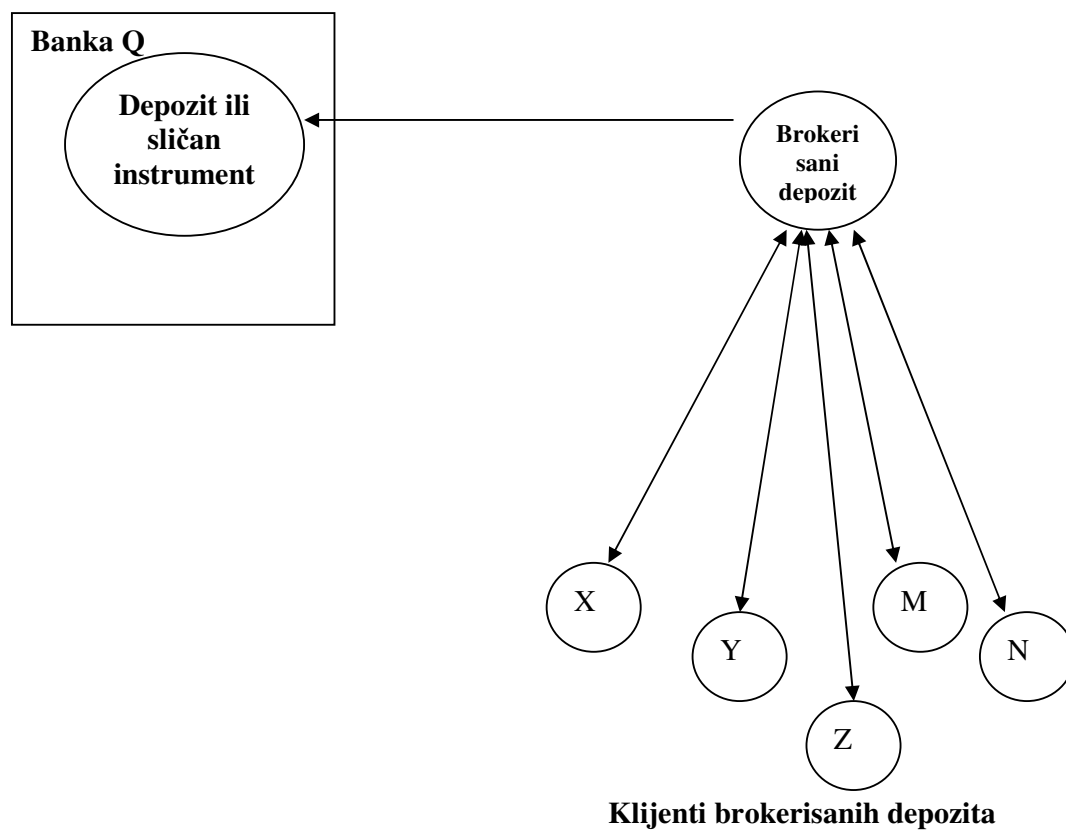 Banka Q
Depozit ili
sličan
instrument
Brokeri
sani
depozit
X
M
Y
N
Z
Klijenti brokerisanih depozita